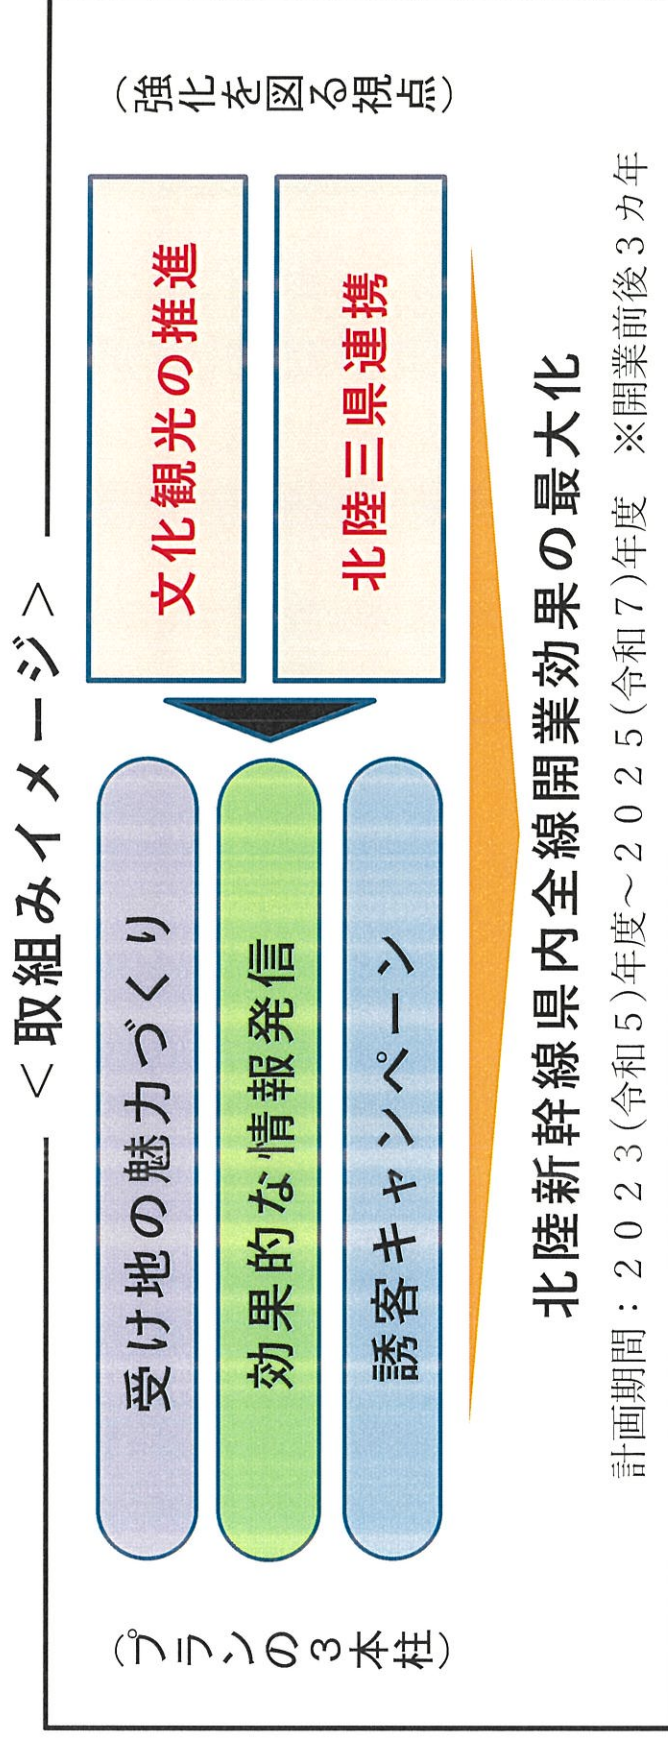 ＜取組みイメージ＞
（プランの３本柱）
受け地の魅力づくり
効果的な情報発信
誘客キャンペーン
文化観光の推進
北陸三県連携
（強化を図る視点）
北陸新幹線県内全線開業効果の最大化
計画期間：２０２３(令和５)年度～２０２５(令和７)年度　※開業前後３カ年